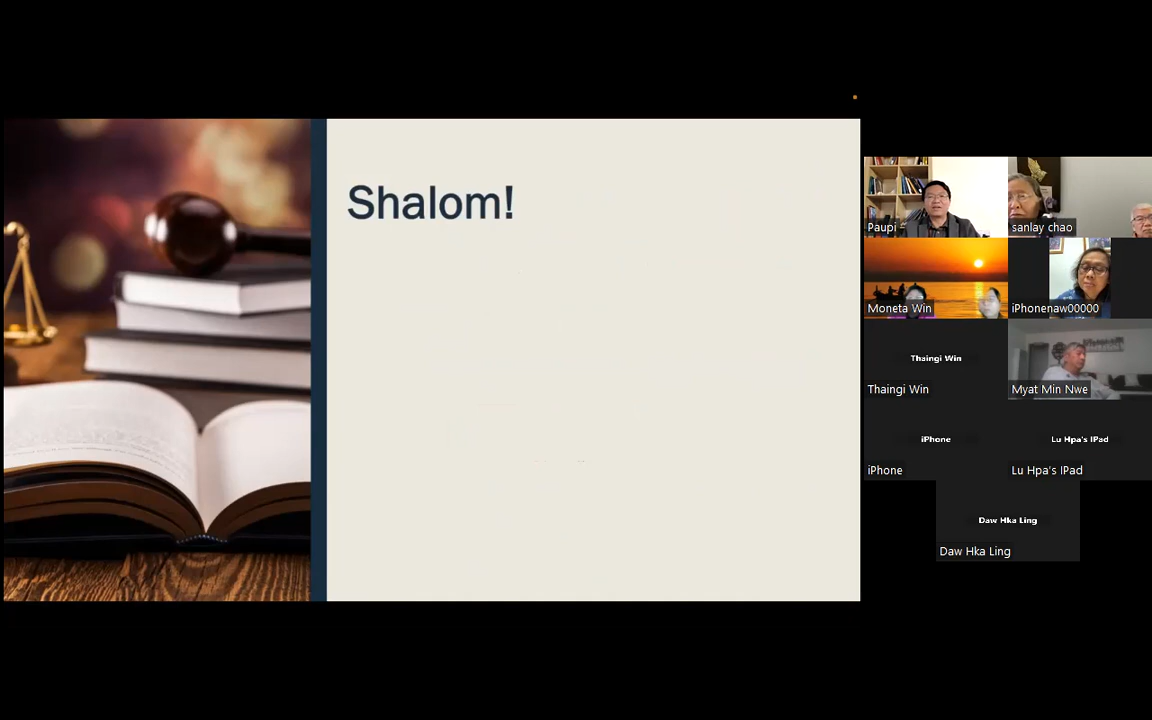 Shalom!
Paupi
sanlay chao
Moneta Win
iPhonenaw00000
Thaingi Win
Thaingi Win
Myat Min Nwe
iPhone
iPhone
Lu Hpa's IPad
Lu Hpa's IPad
Daw Hka Ling
Daw Hka Ling